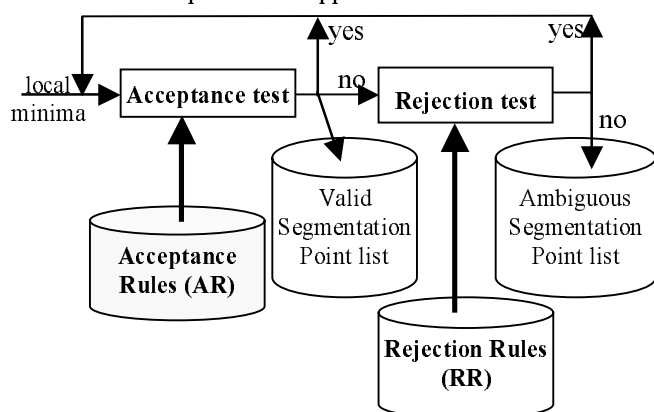 yes
yes
local
minima
Acceptance test
no
Rejection test
no
Valid
Segmentation
Point list
Ambiguous
Segmentation
Point list
Acceptance
Rules (AR)
Rejection Rules
(RR)